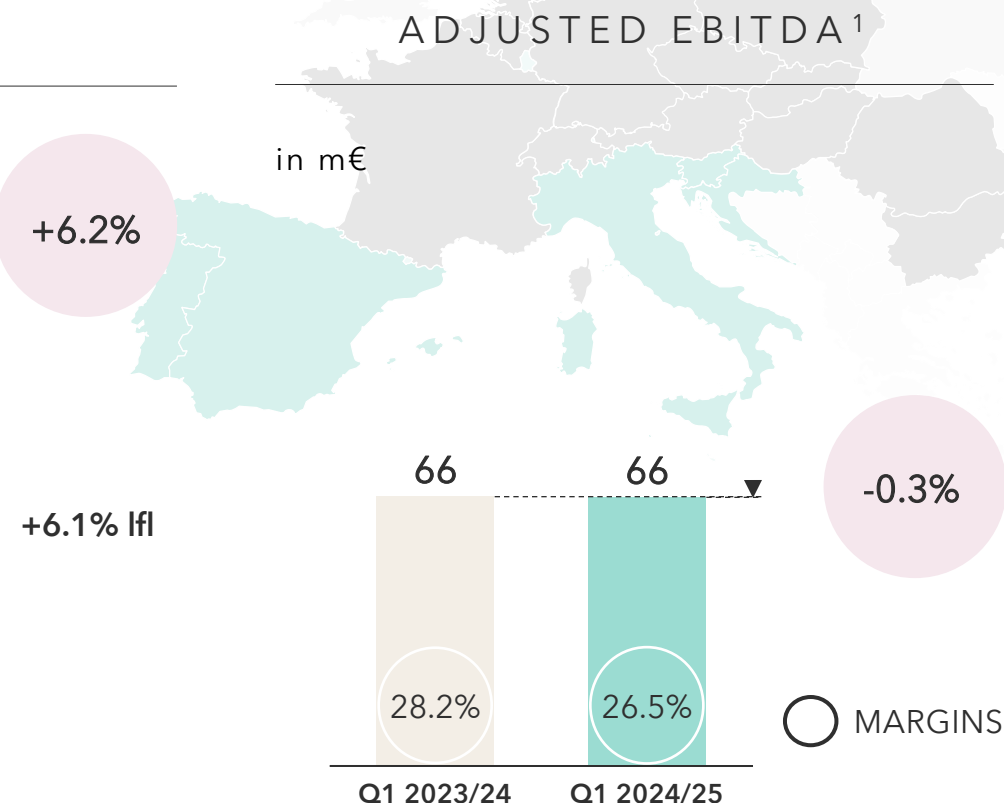 ADJUSTED EBITDA¹
in m€
+6.2%
66
66
-0.3%
+6.1% lfl
28.2%
26.5%
MARGINS
Q1 2023/24
Q1 2024/25